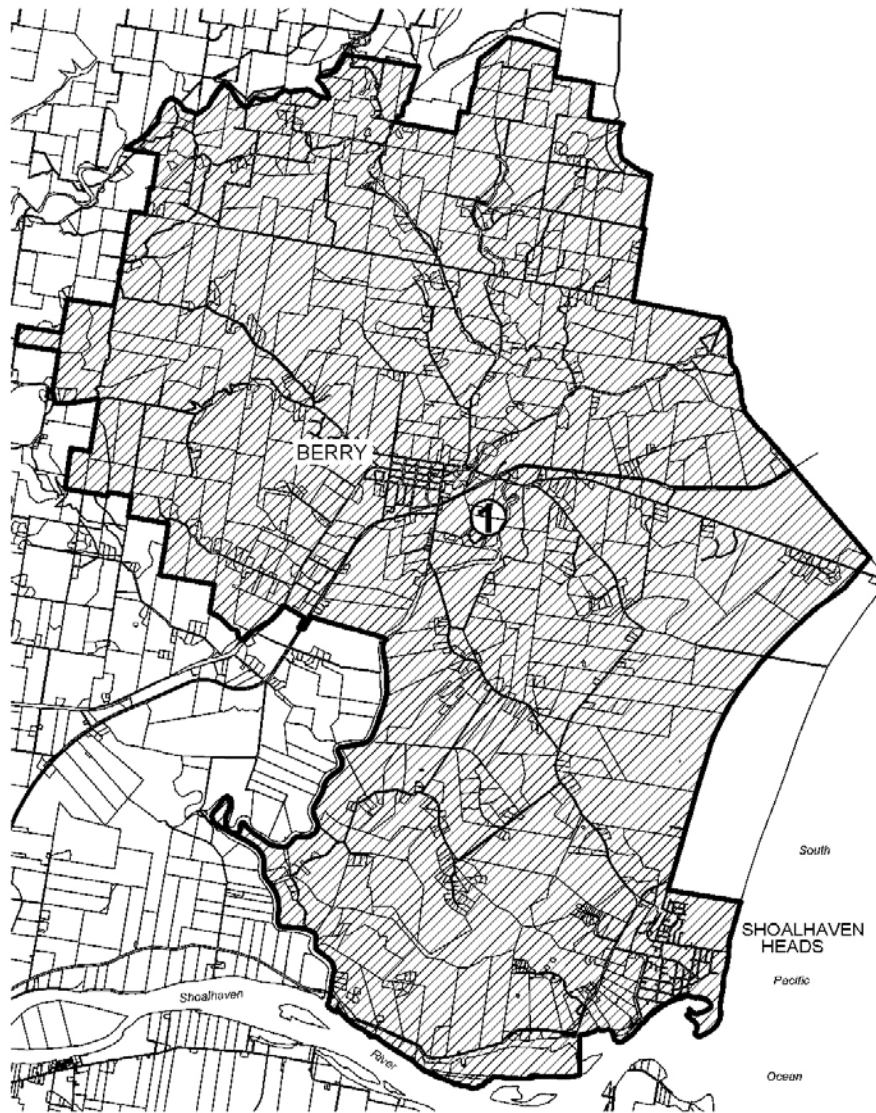 BERRY
1
South
SHOALHAVEN
HEADS
Pacific
Shoalhaven
River
Ocean